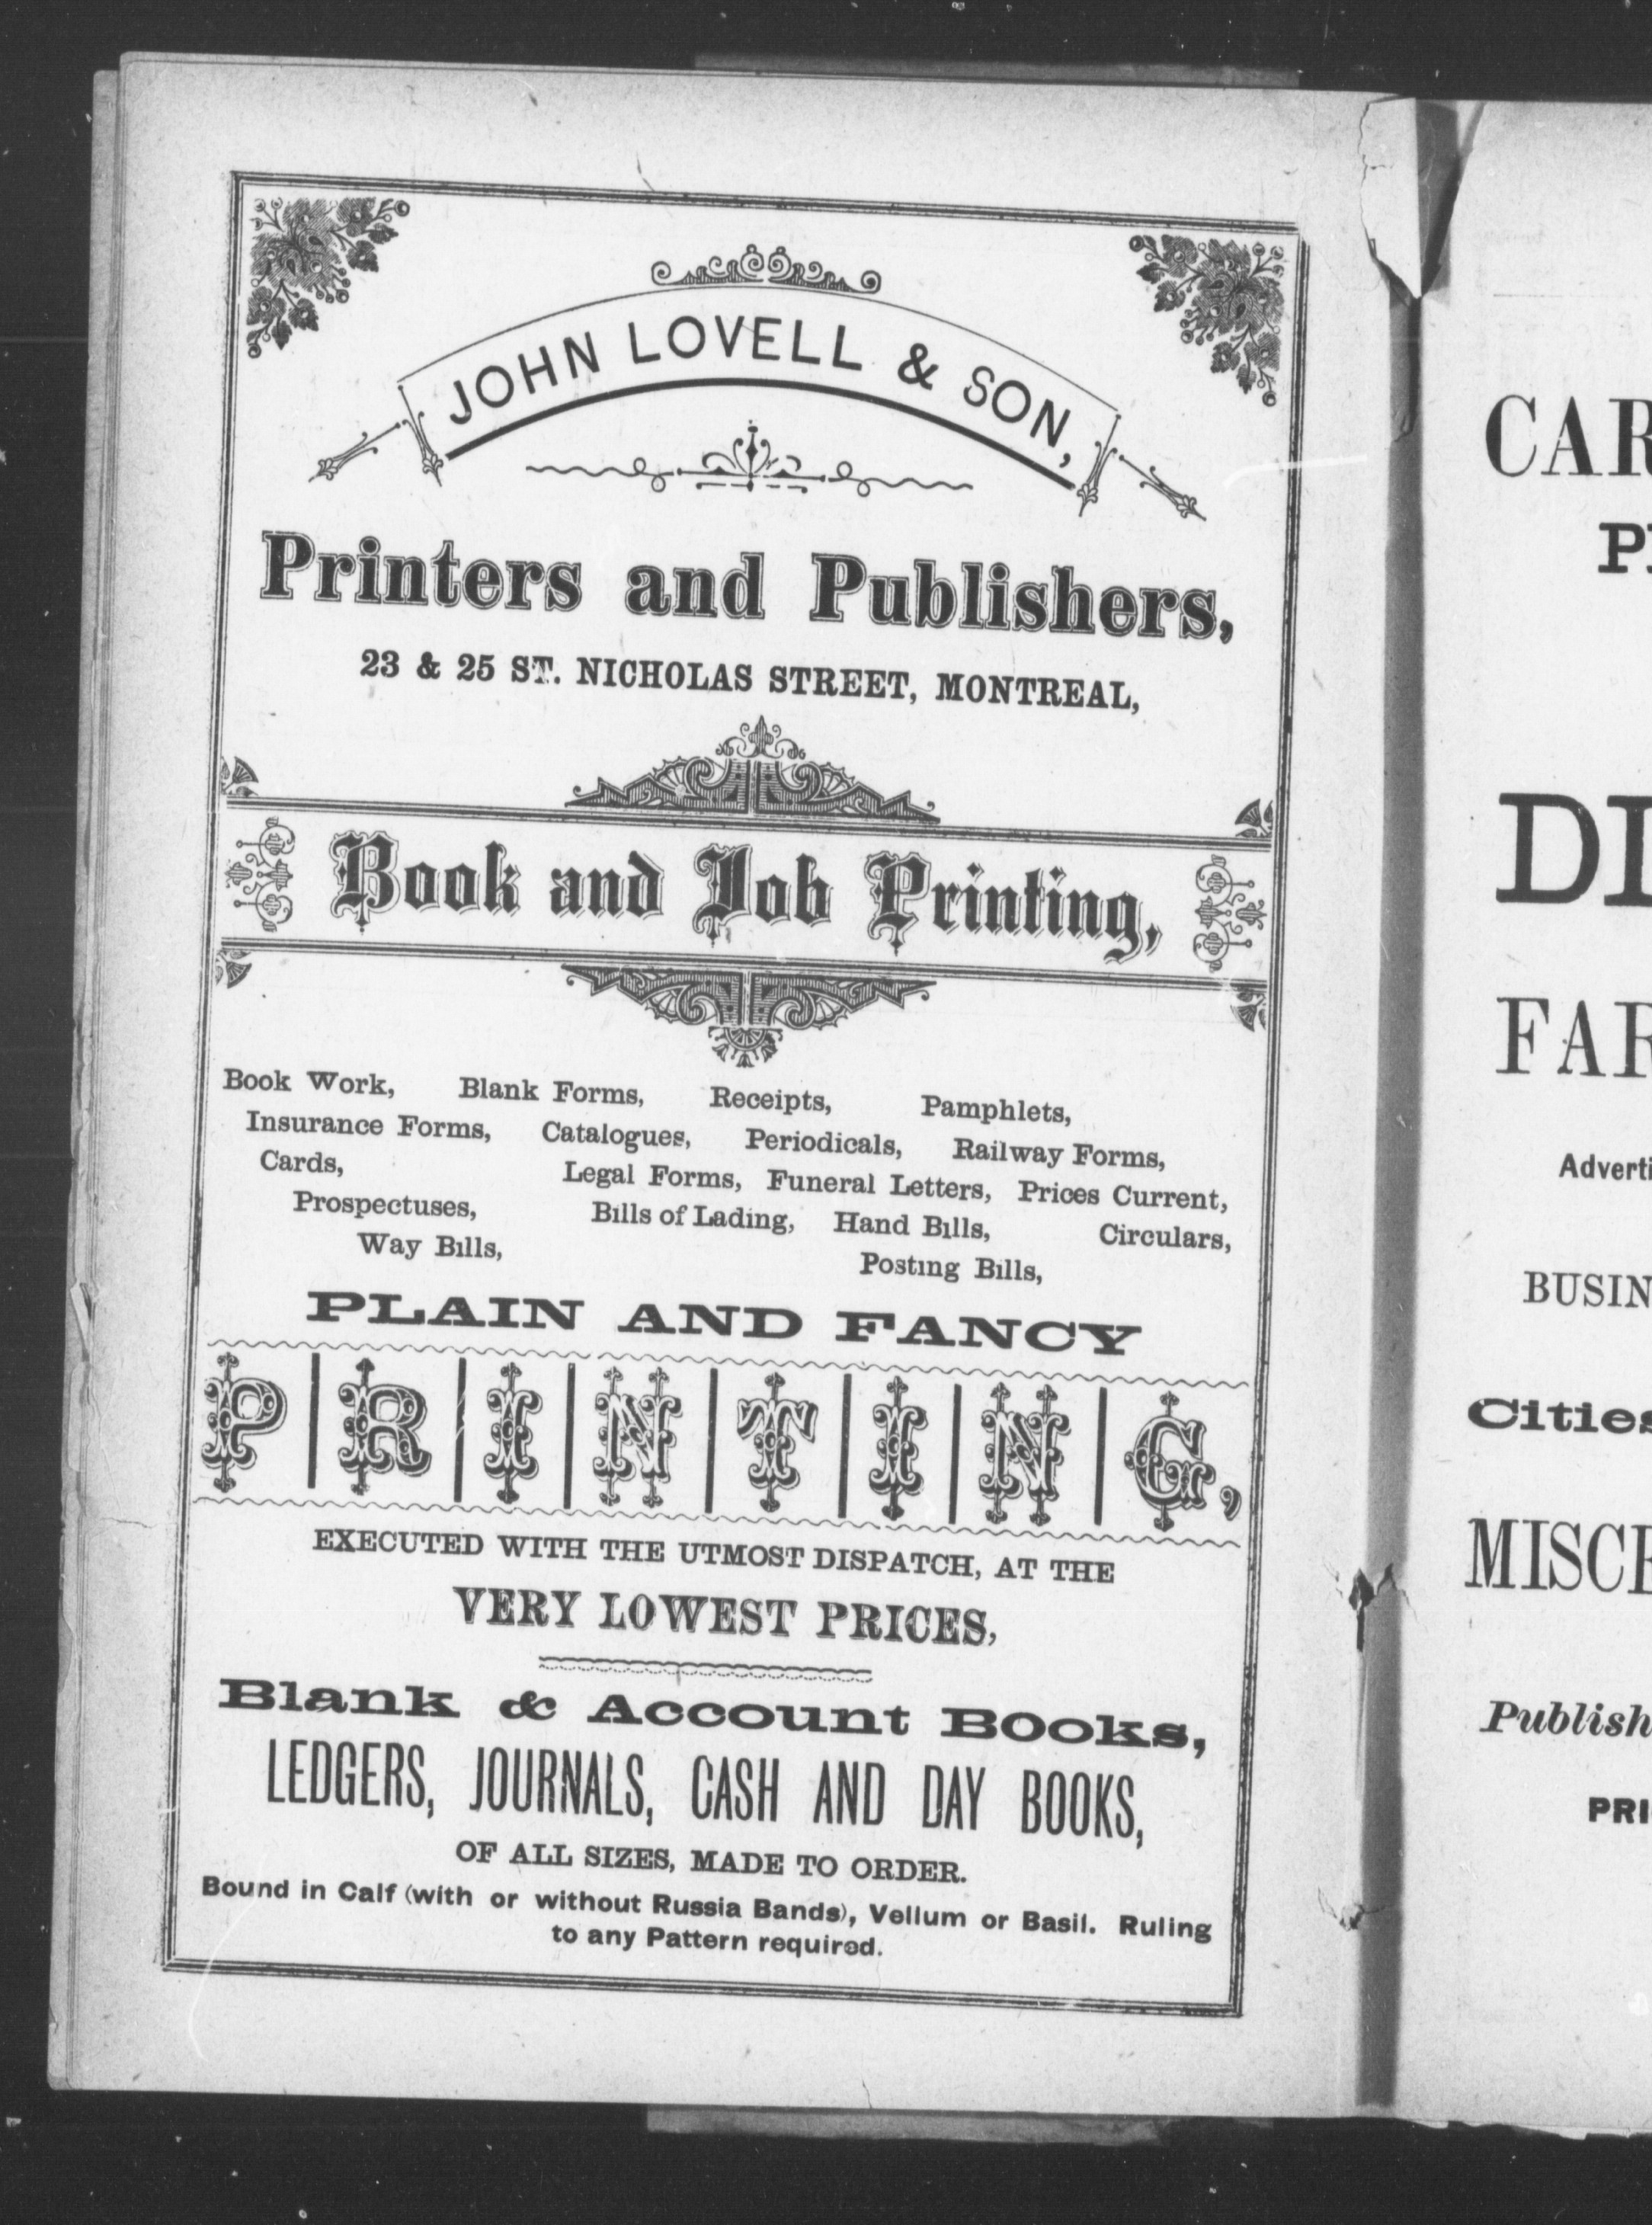 JOHN LOVELL & SON,
Printers and Publishers,
23 & 25 ST. NICHOLAS STREET, MONTREAL,
Book and Job Printing,
Book Work, Blank Forms, Receipts, Pamphlets,
Insurance Forms, Catalogues, Periodicals, Railway Forms,
Cards, Legal Forms, Funeral Letters, Prices Current,
Prospectuses, Bills of Lading, Hand Bills, Circulars,
Way Bills, Posting Bills,
PLAIN AND FANCY
PRINTING,
EXECUTED WITH THE UTMOST DISPATCH, AT THE
VERY LOWEST PRICES,
Blank & Account Books,
LEDGERS, JOURNALS, CASH AND DAY BOOKS,
OF ALL SIZES, MADE TO ORDER.
Bound in Calf (with or without Russia Bands), Vellum or Basil. Ruling
to any Pattern required.
CAR
DI
FAR
Adverti
BUSIN
Cities
MISCE
Publish
PRI